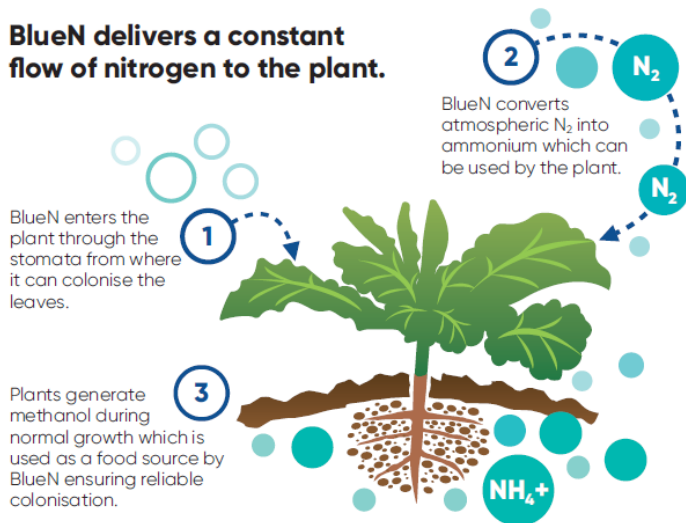 BlueN delivers a constant
flow of nitrogen to the plant.
1
BlueN enters the
plant through the
stomata from where
it can colonise the
leaves.
2
BlueN converts
atmospheric N₂ into
ammonium which can
be used by the plant.
N₂
N₂
3
Plants generate
methanol during
normal growth which is
used as a food source by
BlueN ensuring reliable
colonisation.
NH₄+